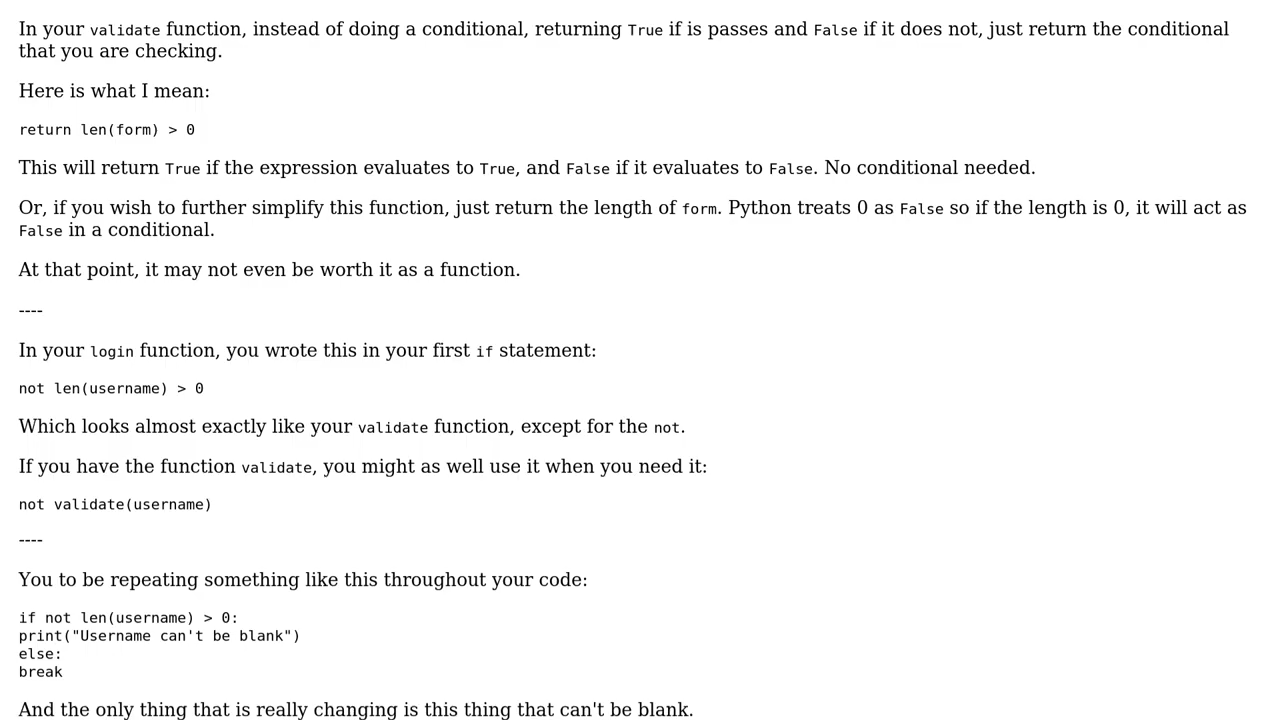 In your validate function, instead of doing a conditional, returning True if is passes and False if it does not, just return the conditional
that you are checking.
Here is what I mean:
return len(form) > 0
This will return True if the expression evaluates to True, and False if it evaluates to False. No conditional needed.
Or, if you wish to further simplify this function, just return the length of form. Python treats 0 as False so if the length is 0, it will act as
False in a conditional.
At that point, it may not even be worth it as a function.
----
In your login function, you wrote this in your first if statement:
not len(username) > 0
Which looks almost exactly like your validate function, except for the not.
If you have the function validate, you might as well use it when you need it:
not validate(username)
----
You to be repeating something like this throughout your code:
if not len(username) > 0:
print("Username can't be blank")
else:
break
And the only thing that is really changing is this thing that can't be blank.